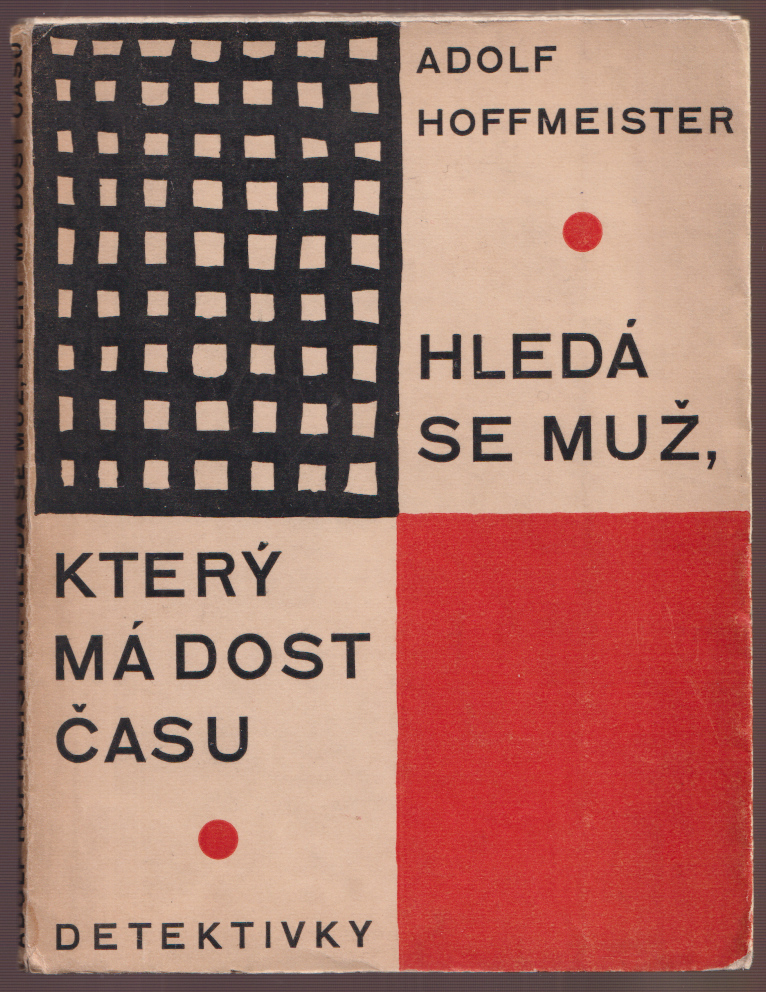 ADOLF
HOFFMEISTER
HLEDÁ
SE MUŽ,
KTERÝ
MÁ DOST
ČASU
DETEKTIVKY